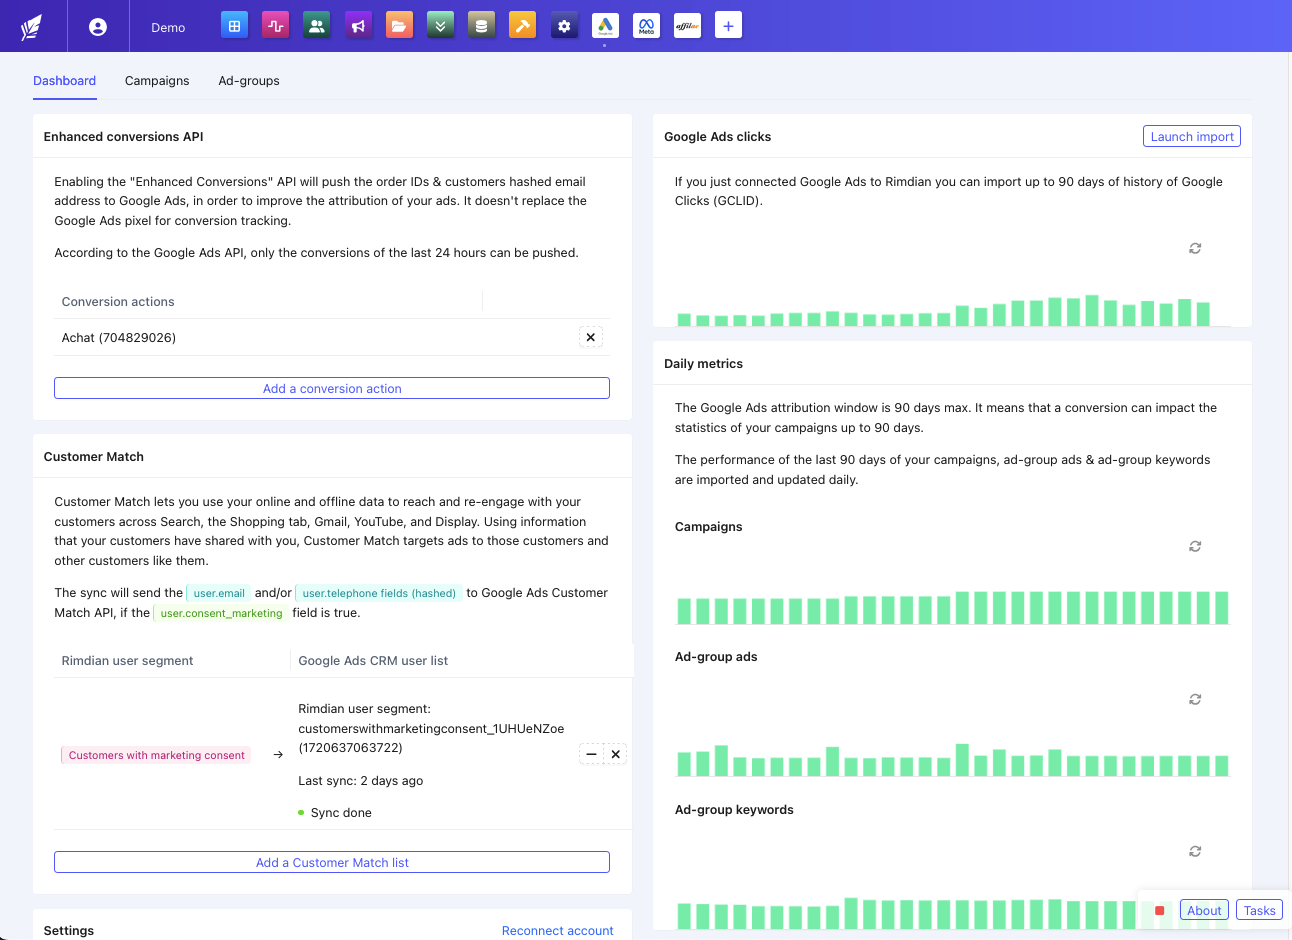 Demo
Meta
affilae
Dashboard
Campaigns
Ad-groups
Enhanced conversions API
Enabling the "Enhanced Conversions" API will push the order IDs & customers hashed email
address to Google Ads, in order to improve the attribution of your ads. It doesn't replace the
Google Ads pixel for conversion tracking.
According to the Google Ads API, only the conversions of the last 24 hours can be pushed.
Conversion actions
Achat (704829026)
Add a conversion action
Customer Match
Customer Match lets you use your online and offline data to reach and re-engage with your
customers across Search, the Shopping tab, Gmail, YouTube, and Display. Using information
that your customers have shared with you, Customer Match targets ads to those customers and
other customers like them.
The sync will send the user.email and/or user.telephone fields (hashed) to Google Ads Customer
Match API, if the user.consent_marketing field is true.
Rimdian user segment
Google Ads CRM user list
Customers with marketing consent
Rimdian user segment:
customerswithmarketingconsent_1UHUeNZoe
(1720637063722)
Last sync: 2 days ago
Sync done
Add a Customer Match list
Settings
Reconnect account
Google Ads clicks
Launch import
If you just connected Google Ads to Rimdian you can import up to 90 days of history of Google
Clicks (GCLID).
Daily metrics
The Google Ads attribution window is 90 days max. It means that a conversion can impact the
statistics of your campaigns up to 90 days.
The performance of the last 90 days of your campaigns, ad-group ads & ad-group keywords
are imported and updated daily.
Campaigns
Ad-group ads
Ad-group keywords
About
Tasks